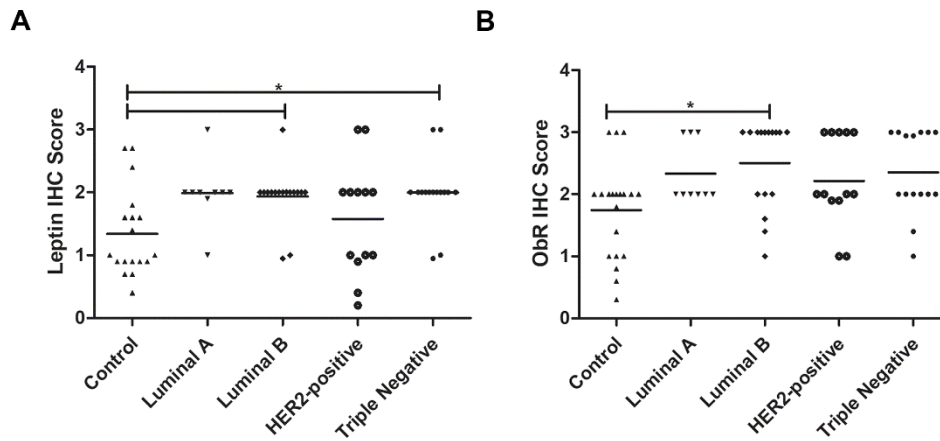 A
Leptin IHC Score
4
3
2
1
0
*
Control
Luminal A
Luminal B
HER2-positive
Triple Negative
B
ObR IHC Score
4
3
2
1
0
*
Control
Luminal A
Luminal B
HER2-positive
Triple Negative